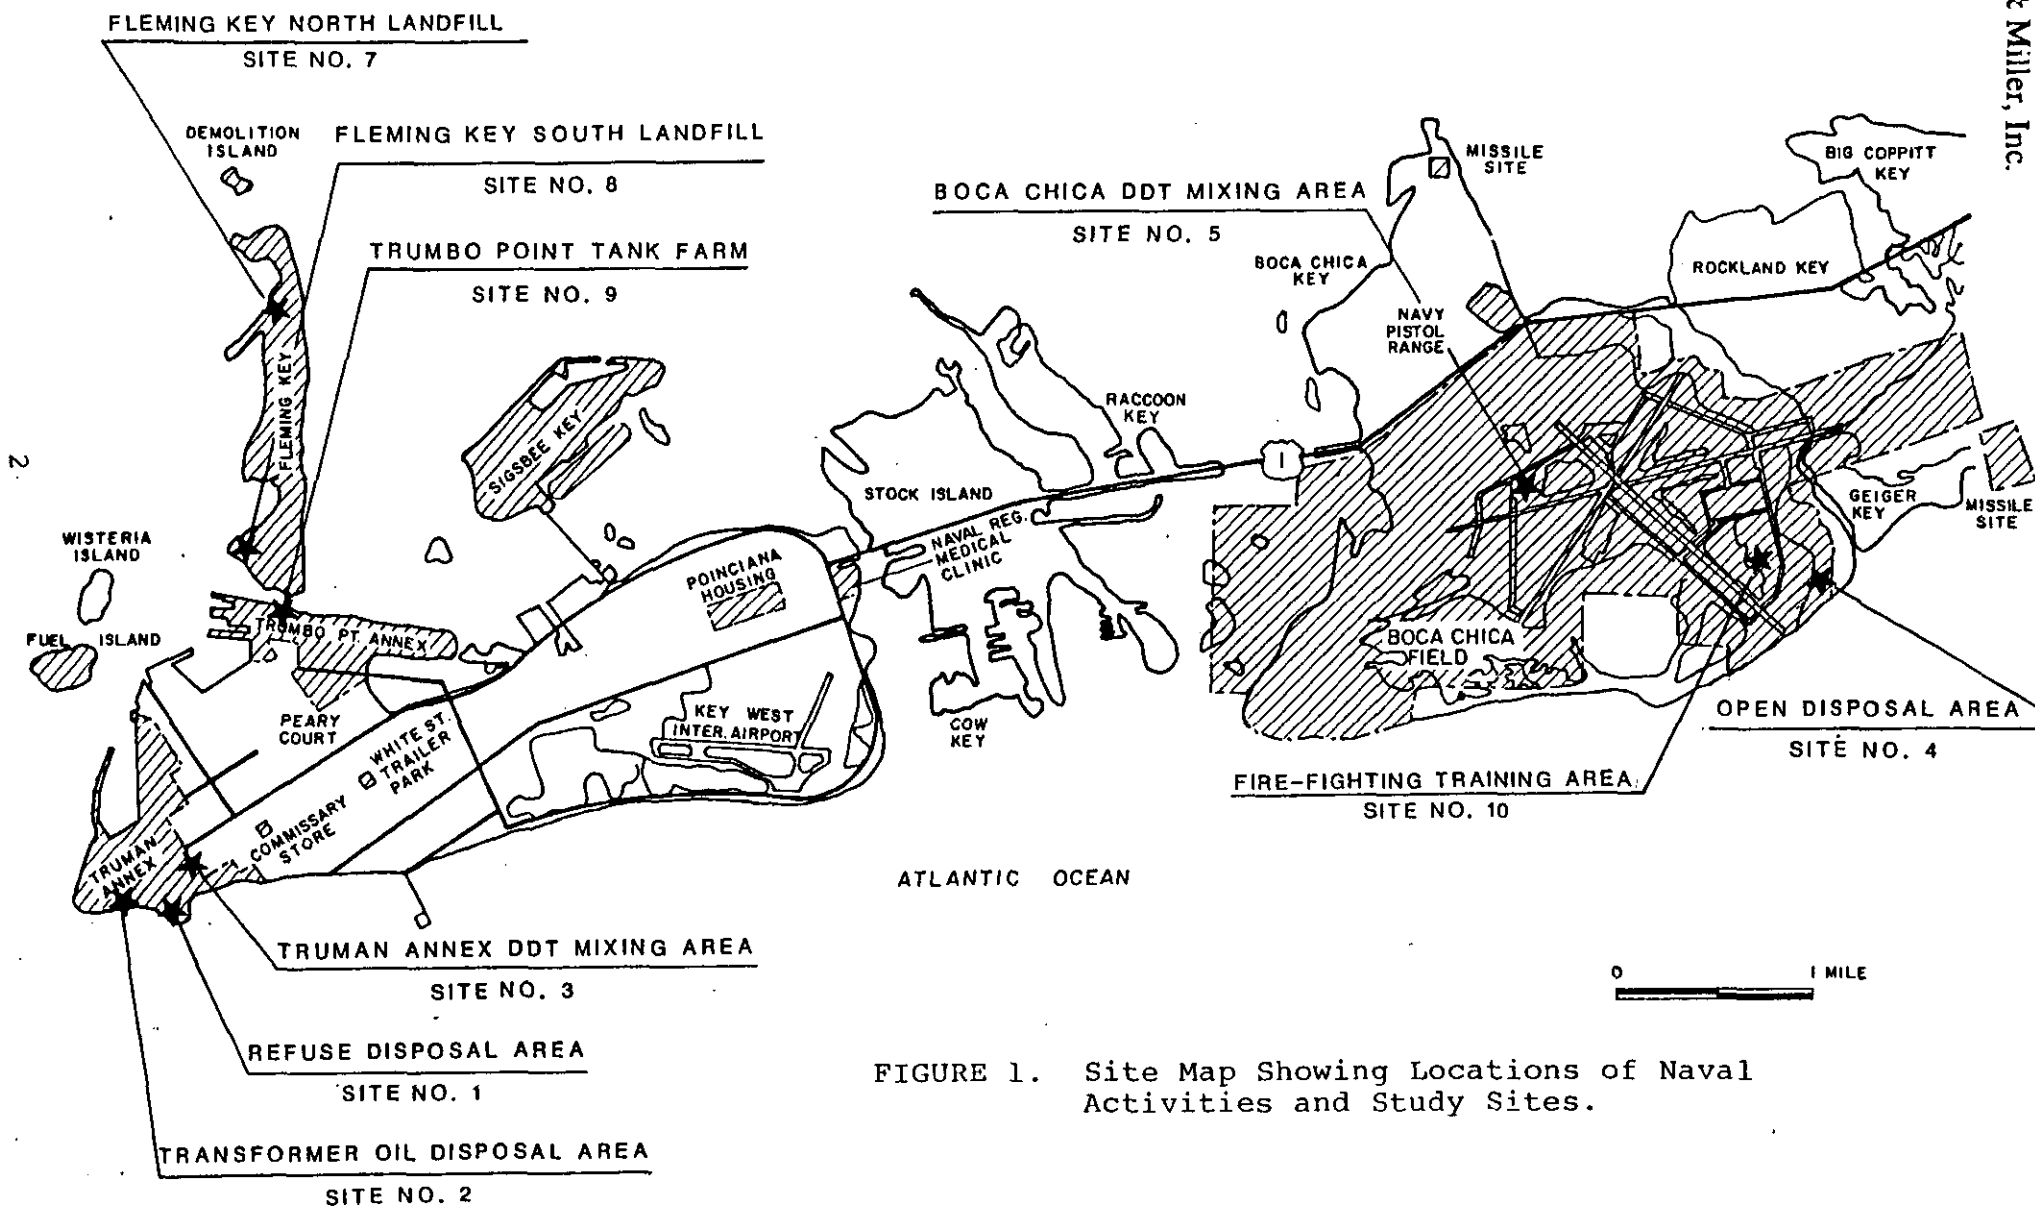 FLEMING KEY NORTH LANDFILL
SITE NO. 7
& Miller, Inc.
DEMOLITION
ISLAND
FLEMING KEY SOUTH LANDFILL
SITE NO. 8
MISSILE
SITE
BIG COPPITT
KEY
BOCA CHICA DDT MIXING AREA
SITE NO. 5
TRUMBO POINT TANK FARM
SITE NO. 9
BOCA CHICA
KEY
ROCKLAND KEY
NAVY
PISTOL
RANGE
FLEMING KEY
SIGSBEE KEY
RACCOON
KEY
1
STOCK ISLAND
GEIGER
KEY
MISSILE
SITE
2
WISTERIA
ISLAND
NAVAL REG.
MEDICAL
CLINIC
POINCIANA
HOUSING
FUEL ISLAND
TRUMBO PT. ANNEX
BOCA CHICA
FIELD
PEARY
COURT
WHITE ST.
TRAILER
PARK
KEY WEST
INTER. AIRPORT
COW
KEY
OPEN DISPOSAL AREA
SITE NO. 4
FIRE-FIGHTING TRAINING AREA
SITE NO. 10
COMMISSARY
STORE
TRUMAN
ANNEX
ATLANTIC OCEAN
TRUMAN ANNEX DDT MIXING AREA
SITE NO. 3
0 1 MILE
REFUSE DISPOSAL AREA
SITE NO. 1
FIGURE 1. Site Map Showing Locations of Naval
Activities and Study Sites.
TRANSFORMER OIL DISPOSAL AREA
SITE NO. 2